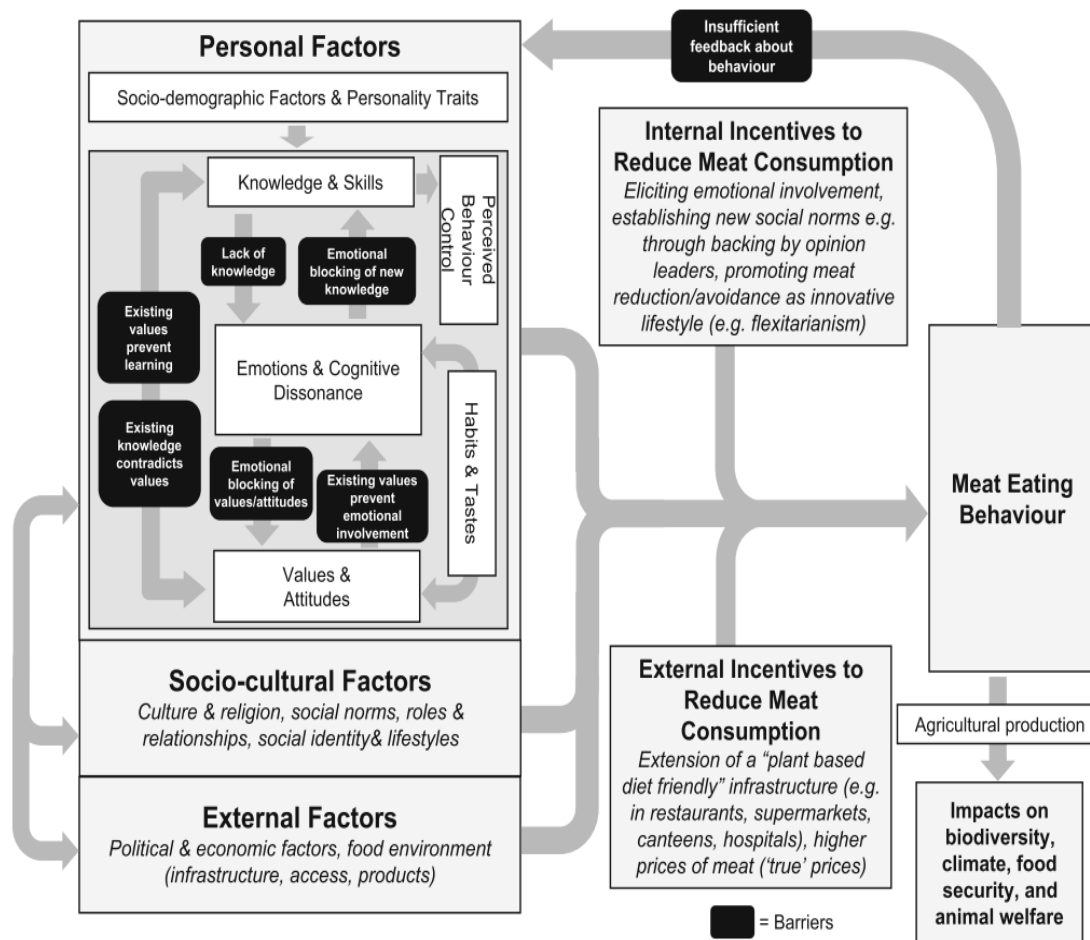 Personal Factors
Socio-demographic Factors & Personality Traits
Knowledge & Skills
Perceived
Behaviour
Control
Lack of
knowledge
Emotional
blocking of new
knowledge
Existing
values
prevent
learning
Emotions & Cognitive
Dissonance
Habits & Tastes
Existing
knowledge
contradicts
values
Emotional
blocking of
values/attitudes
Existing values
prevent
emotional
involvement
Values &
Attitudes
Socio-cultural Factors
Culture & religion, social norms, roles &
relationships, social identity& lifestyles
External Factors
Political & economic factors, food environment
(infrastructure, access, products)
Insufficient
feedback about
behaviour
Internal Incentives to
Reduce Meat Consumption
Eliciting emotional involvement,
establishing new social norms e.g.
through backing by opinion
leaders, promoting meat
reduction/avoidance as innovative
lifestyle (e.g. flexitarianism)
External Incentives to
Reduce Meat
Consumption
Extension of a “plant based
diet friendly” infrastructure (e.g.
in restaurants, supermarkets,
canteens, hospitals), higher
prices of meat (‘true’ prices)
= Barriers
Meat Eating
Behaviour
Agricultural production
Impacts on
biodiversity,
climate, food
security, and
animal welfare